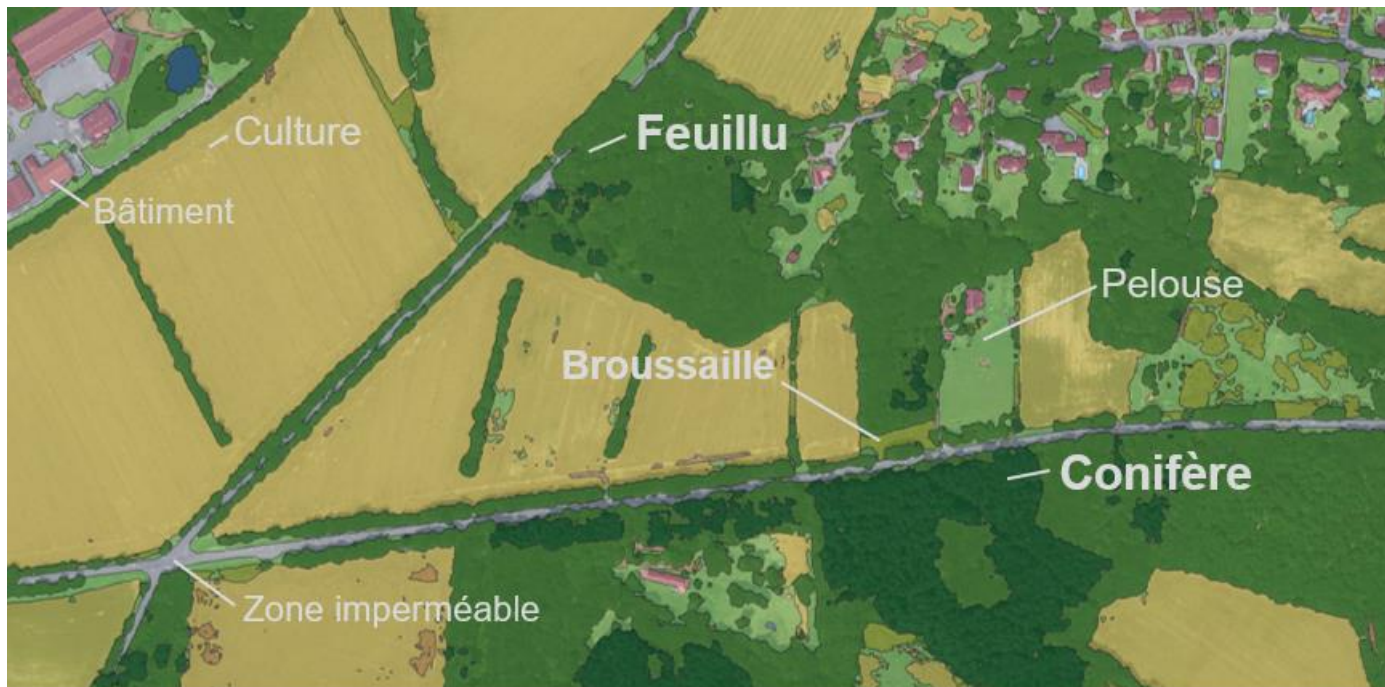 Culture
Feuillu
Bâtiment
Pelouse
Broussaille
Conifère
Zone imperméable